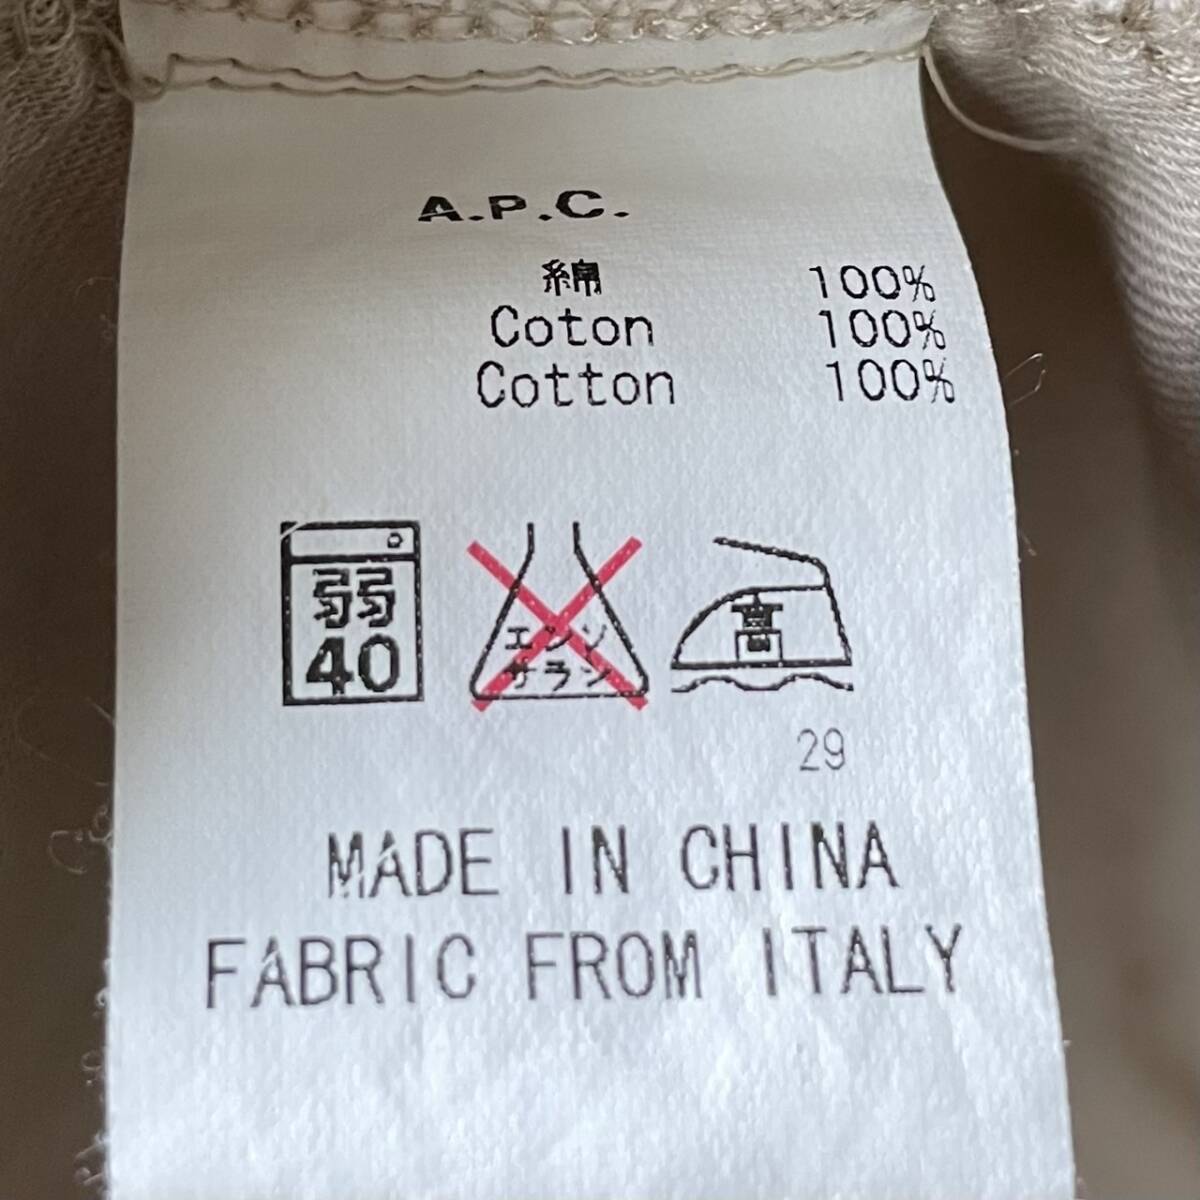 A.P.C.
綿 100%
Coton 100%
Cotton 100%
弱
40
エンソ
サラシ
高
29
MADE IN CHINA
FABRIC FROM ITALY